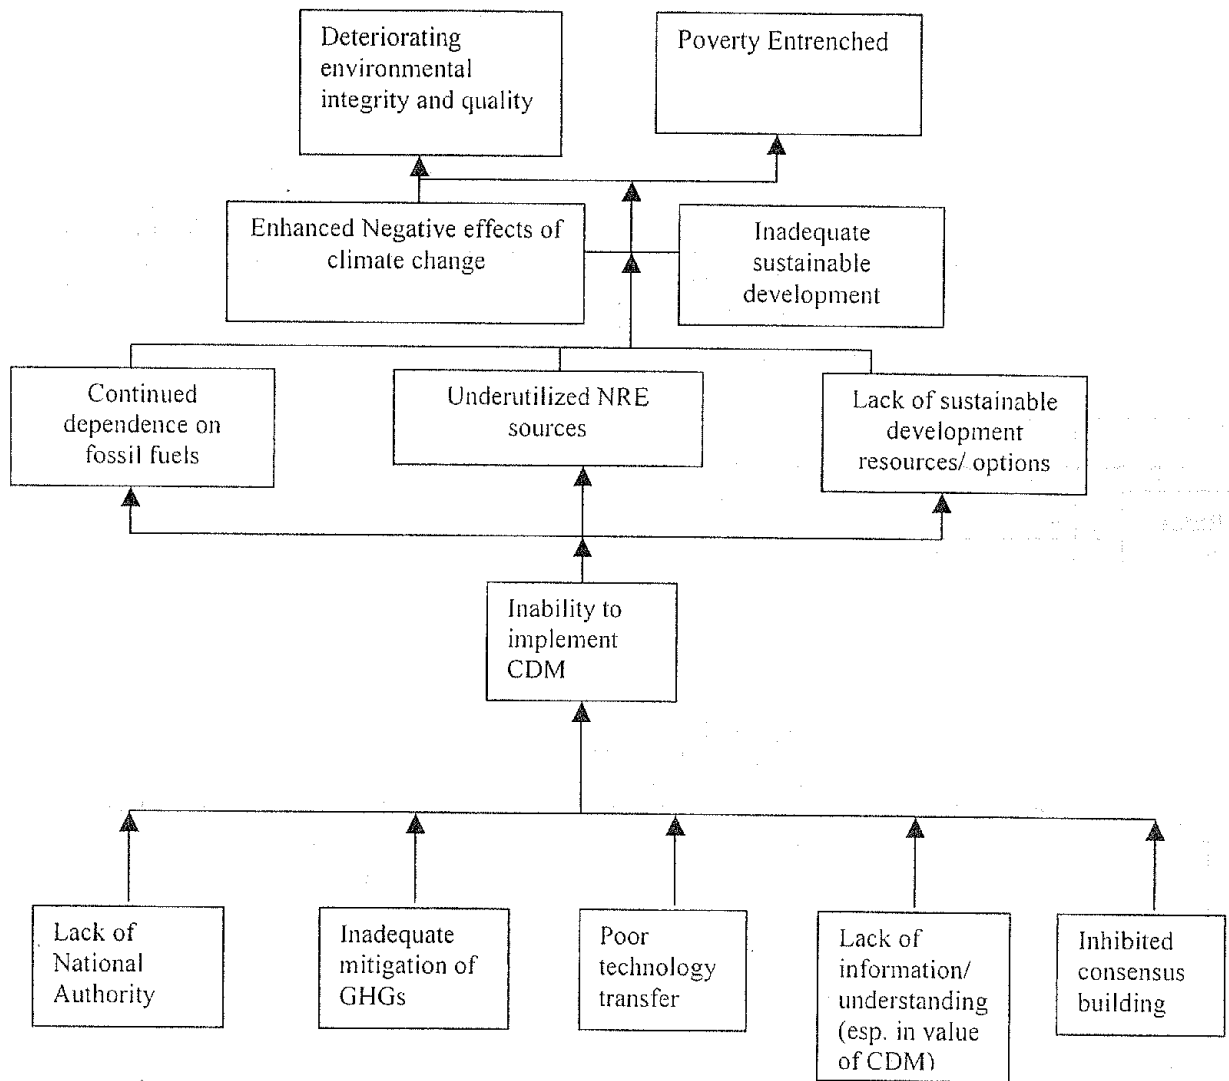 Deteriorating
environmental
integrity and quality
Poverty Entrenched
Enhanced Negative effects of
climate change
Inadequate
sustainable
development
Continued
dependence on
fossil fuels
Underutilized NRE
sources
Lack of sustainable
development
resources/ options
Inability to
implement
CDM
Lack of
National
Authority
Inadequate
mitigation of
GHGs
Poor
technology
transfer
Lack of
information/
understanding
(esp. in value
of CDM)
Inhibited
consensus
building